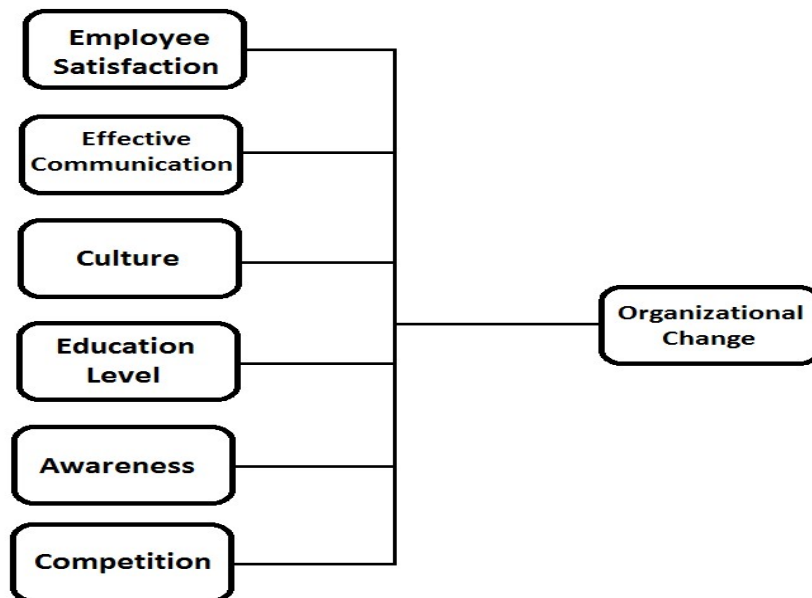 Employee
Satisfaction
Effective
Communication
Culture
Education
Level
Awareness
Competition
Organizational
Change